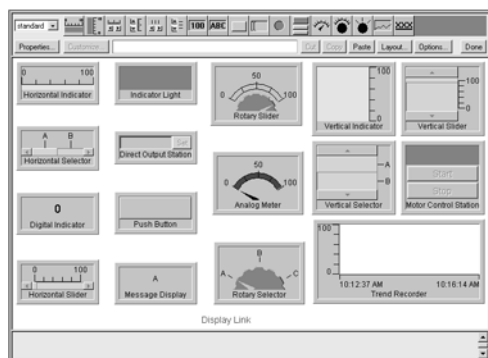 standard
100 ABC
XXX
Properties... Customize... Cut Copy Paste Layout... Options... Done
0 100
Horizontal Indicator
Indicator Light
50
0 100
Rotary Slider
100
0
Vertical Indicator
100
0
Vertical Slider
A B
Horizontal Selector
Set
Direct Output Station
50
0 100
Analog Meter
A
B
Vertical Selector
Start
Stop
Motor Control Station
0
Digital Indicator
Push Button
0 100
Horizontal Slider
A
Message Display
B
A C
Rotary Selector
100
0
10:12:37 AM 10:16:14 AM
Trend Recorder
Display Link